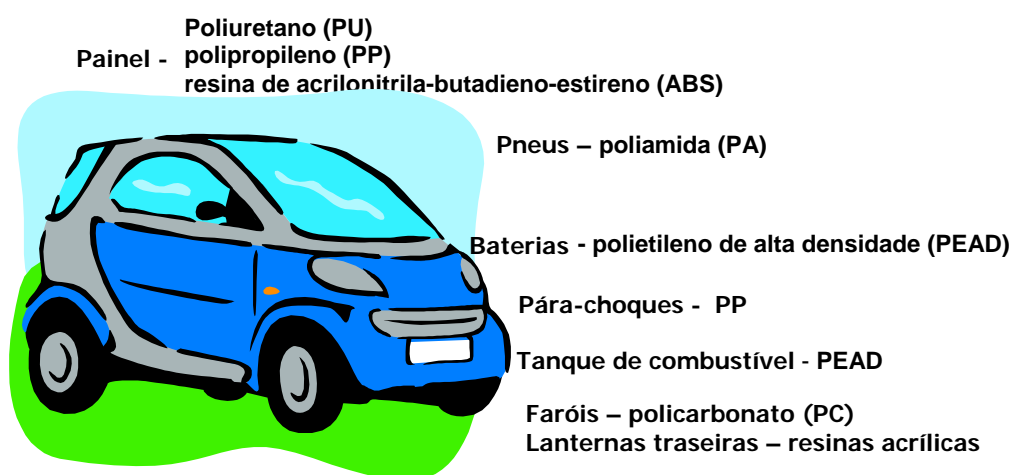 Poliuretano (PU)
Painel - polipropileno (PP)
resina de acrilonitrila-butadieno-estireno (ABS)
Pneus – poliamida (PA)
Baterias - polietileno de alta densidade (PEAD)
Pára-choques - PP
Tanque de combustível - PEAD
Faróis – policarbonato (PC)
Lanternas traseiras – resinas acrílicas